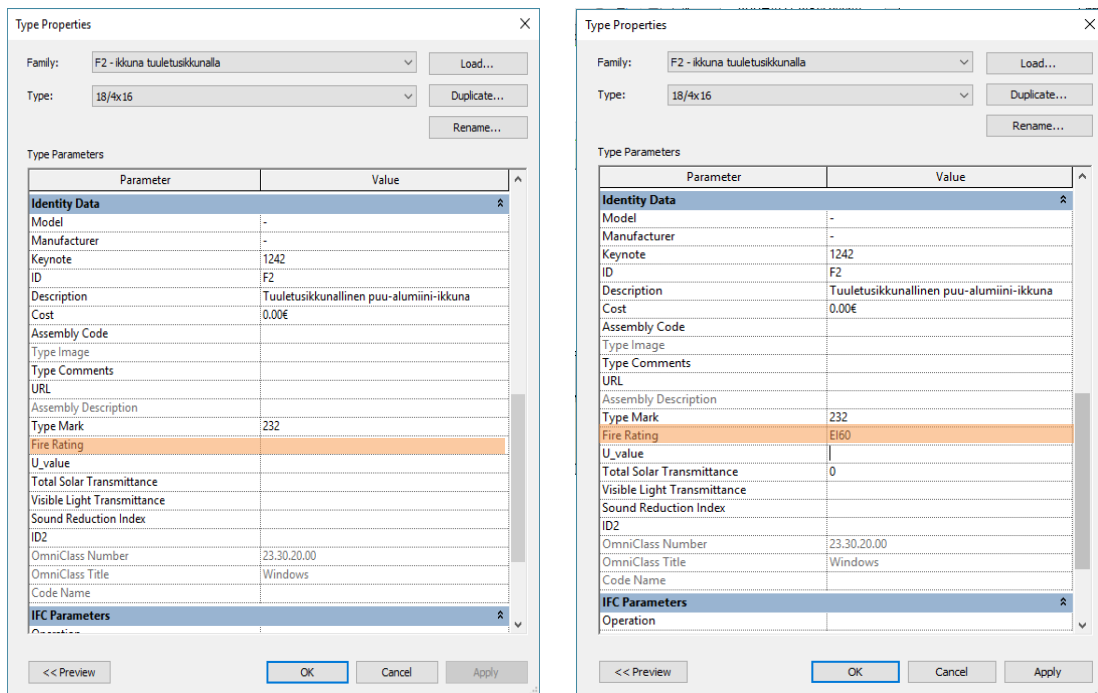 Type Properties
Family: F2 - ikkuna tuuletusikkunalla Load...
Type: 18/4x16 Duplicate...
Rename...
Type Parameters
Parameter Value
Identity Data
Model -
Manufacturer -
Keynote 1242
ID F2
Description Tuuletusikkunallinen puu-alumiini-ikkuna
Cost 0.00€
Assembly Code
Type Image
Type Comments
URL
Assembly Description
Type Mark 232
Fire Rating
U_value
Total Solar Transmittance
Visible Light Transmittance
Sound Reduction Index
ID2
OmniClass Number 23.30.20.00
OmniClass Title Windows
Code Name
IFC Parameters
Operation
<< Preview OK Cancel Apply
Type Properties
Family: F2 - ikkuna tuuletusikkunalla Load...
Type: 18/4x16 Duplicate...
Rename...
Type Parameters
Parameter Value
Identity Data
Model -
Manufacturer -
Keynote 1242
ID F2
Description Tuuletusikkunallinen puu-alumiini-ikkuna
Cost 0.00€
Assembly Code
Type Image
Type Comments
URL
Assembly Description
Type Mark 232
Fire Rating EI60
U_value
Total Solar Transmittance 0
Visible Light Transmittance
Sound Reduction Index
ID2
OmniClass Number 23.30.20.00
OmniClass Title Windows
Code Name
IFC Parameters
Operation
<< Preview OK Cancel Apply